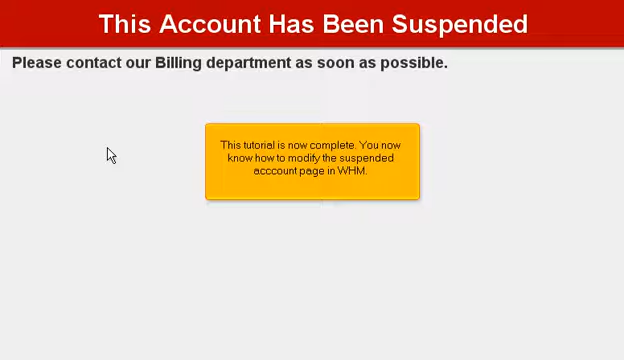 This Account Has Been Suspended
Please contact our Billing department as soon as possible.
This tutorial is now complete. You now
know how to modify the suspended
acccount page in WHM.